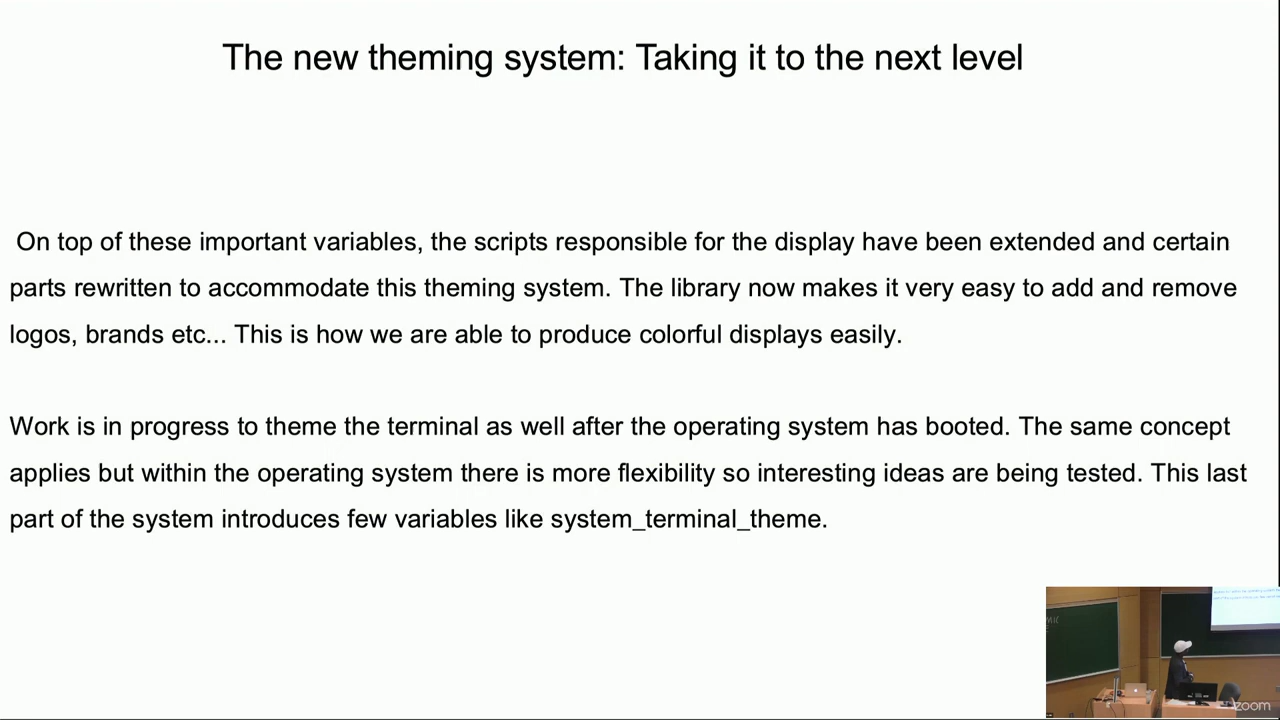 The new theming system: Taking it to the next level
On top of these important variables, the scripts responsible for the display have been extended and certain
parts rewritten to accommodate this theming system. The library now makes it very easy to add and remove
logos, brands etc... This is how we are able to produce colorful displays easily.
Work is in progress to theme the terminal as well after the operating system has booted. The same concept
applies but within the operating system there is more flexibility so interesting ideas are being tested. This last
part of the system introduces few variables like system_terminal_theme.
zoom